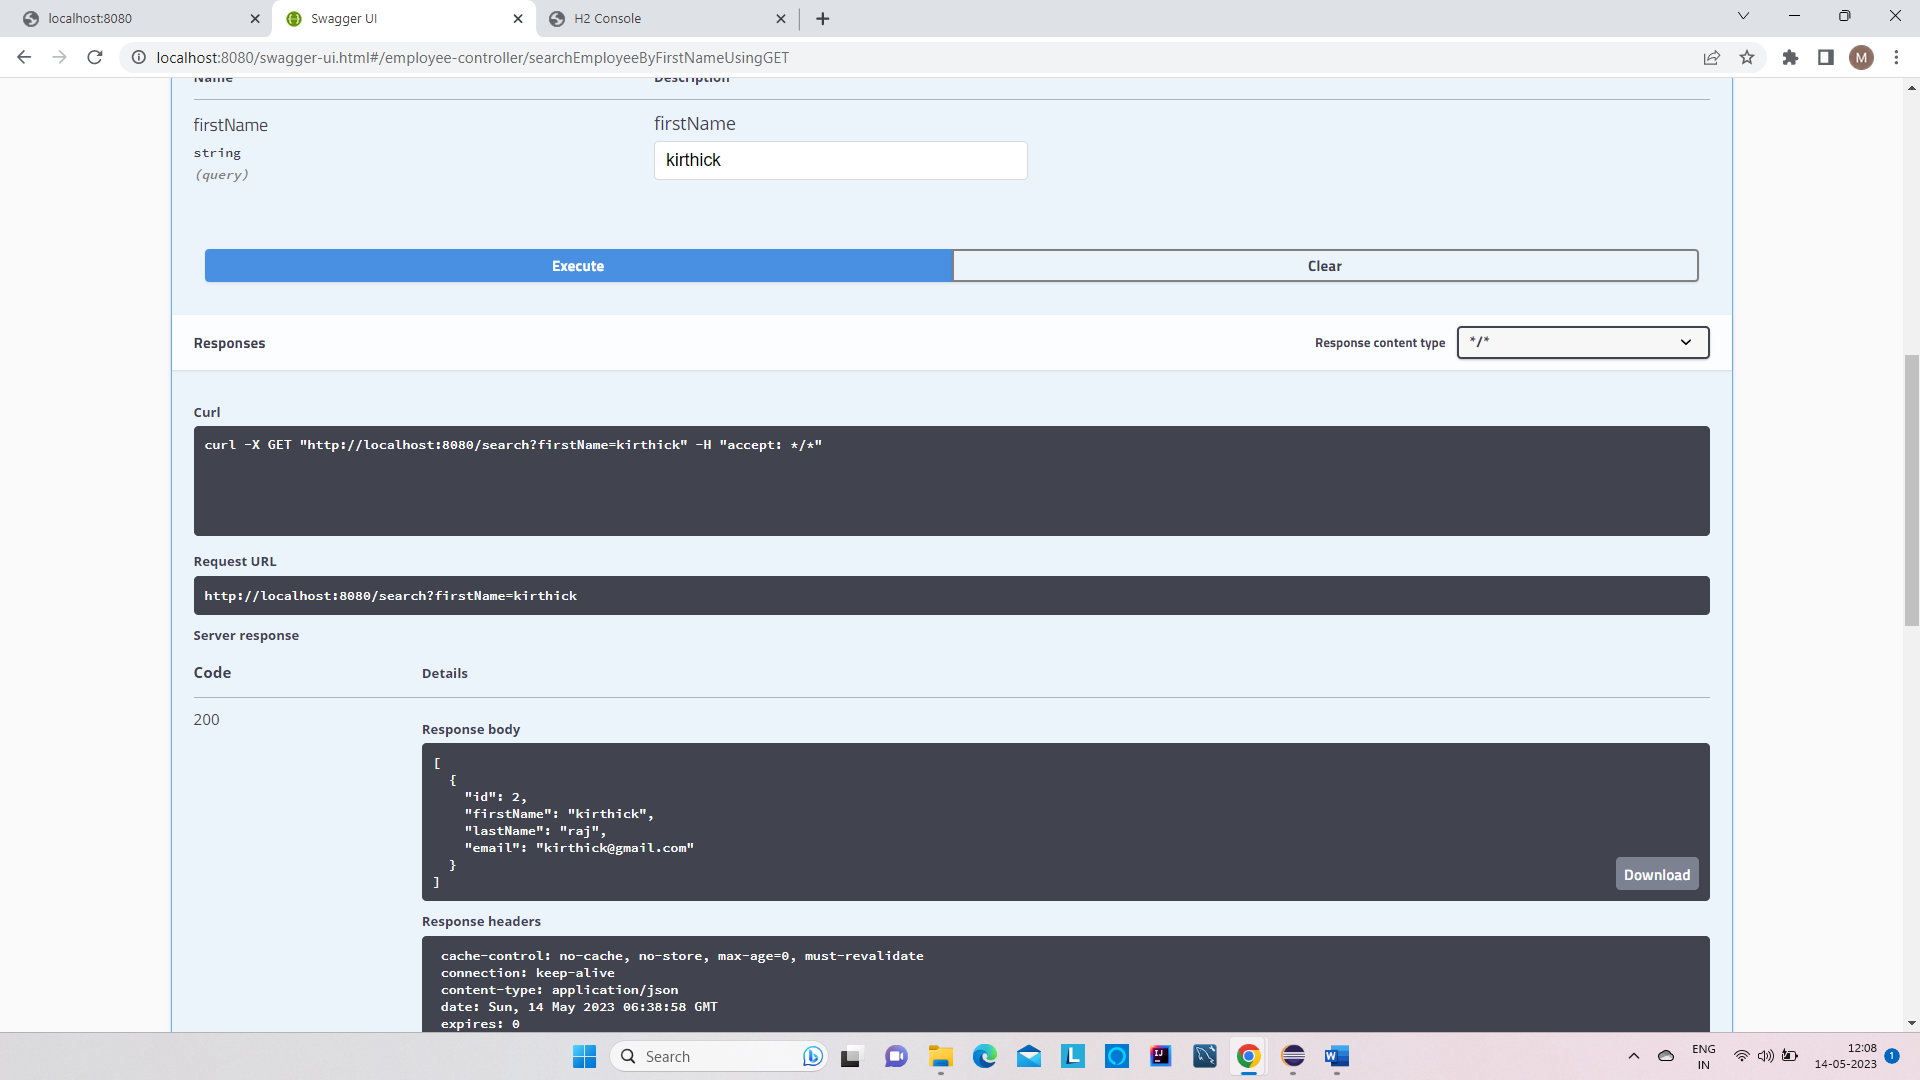 localhost:8080
Swagger UI
H2 Console
localhost:8080/swagger-ui.html#/employee-controller/searchEmployeeByFirstNameUsingGET
M
Name Description
firstName
string
(query)
firstName
kirthick
Execute
Clear
Responses
Response content type
*/*
Curl
curl -X GET "http://localhost:8080/search?firstName=kirthick" -H "accept: */*"
Request URL
http://localhost:8080/search?firstName=kirthick
Server response
Code Details
200
Response body
[
  {
    "id": 2,
    "firstName": "kirthick",
    "lastName": "raj",
    "email": "kirthick@gmail.com"
  }
]
Download
Response headers
cache-control: no-cache, no-store, max-age=0, must-revalidate
connection: keep-alive
content-type: application/json
date: Sun, 14 May 2023 06:38:58 GMT
expires: 0
Search
L
IJ
W
ENG
IN
12:08
14-05-2023
1